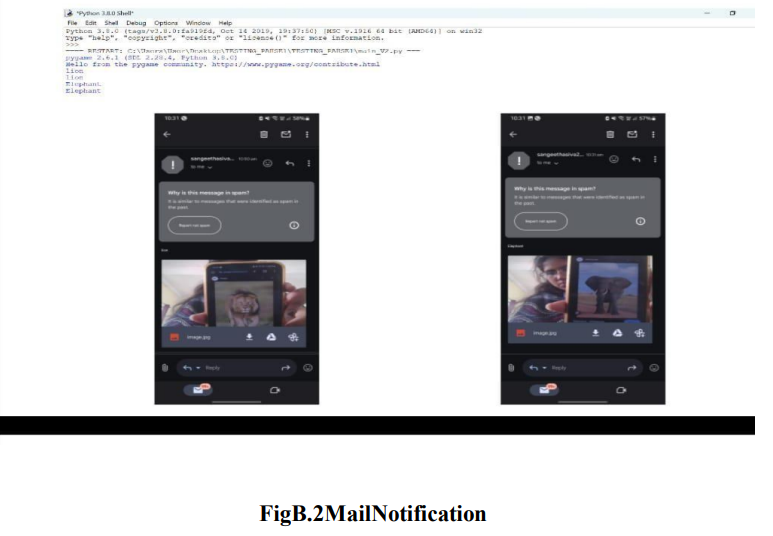 *Python 3.8.0 Shell*
File Edit Shell Debug Options Window Help
Python 3.8.0 (tags/v3.8.0:fa919fd, Oct 14 2019, 19:37:50) [MSC v.1916 64 bit (AMD64)] on win32
Type "help", "copyright", "credits" or "license()" for more information.
>>>
==== RESTART: C:\Users\User\Desktop\TESTING_PARSE1\TESTING_PARSE1\main_V2.py ===
pygame 2.6.1 (SDL 2.28.4, Python 3.8.0)
Hello from the pygame community. https://www.pygame.org/contribute.html
lion
lion
Elephant
Elephant
10:31
58%
sangeethasiva... 10:30 am
to me
Why is this message in spam?
It is similar to messages that were identified as spam in
the past.
Report not spam
lion
image.jpg
Reply
99+
10:31
57%
sangeethasiva2... 10:31 am
to me
Why is this message in spam?
It is similar to messages that were identified as spam in
the past.
Report not spam
Elephant
image.jpg
Reply
99+
FigB.2MailNotification